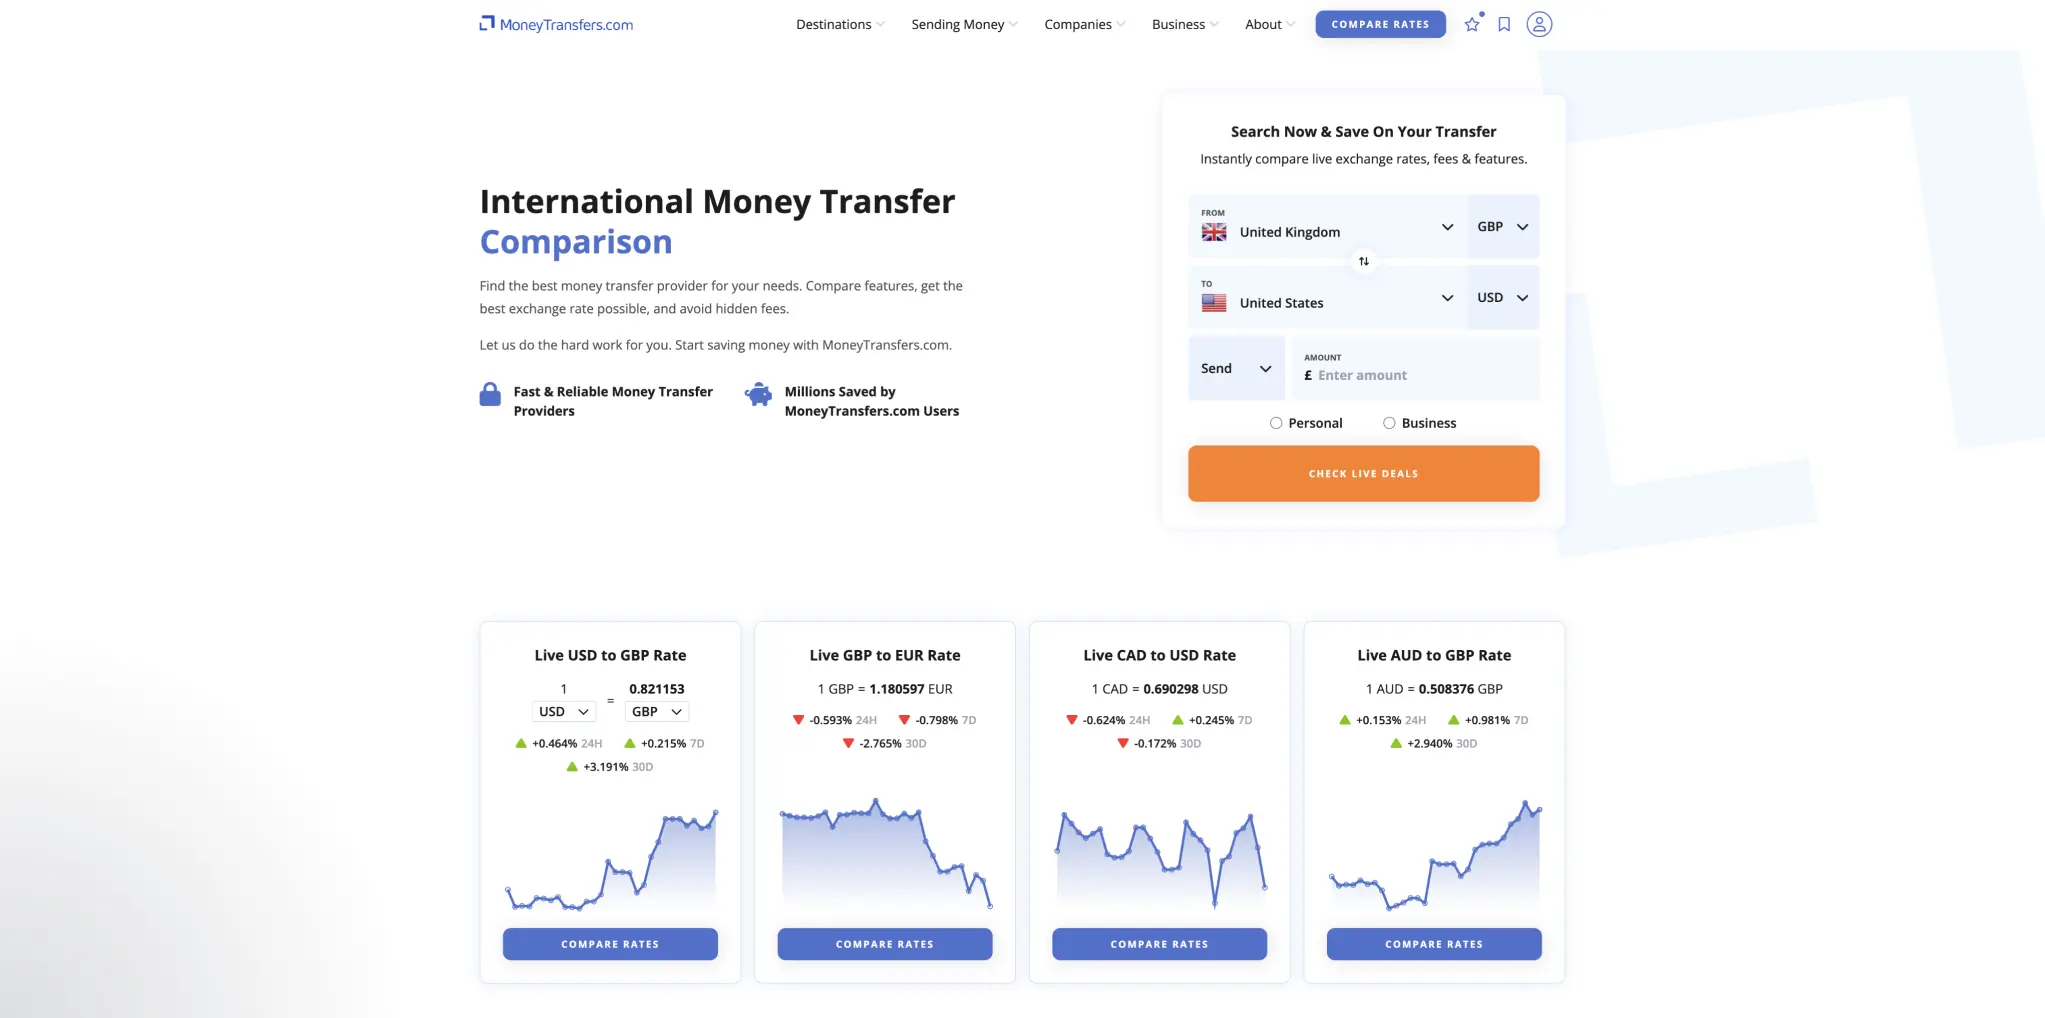 MoneyTransfers.com
Destinations
Sending Money
Companies
Business
About
COMPARE RATES
International Money Transfer
Comparison
Find the best money transfer provider for your needs. Compare features, get the
best exchange rate possible, and avoid hidden fees.
Let us do the hard work for you. Start saving money with MoneyTransfers.com.
Fast & Reliable Money Transfer
Providers
Millions Saved by
MoneyTransfers.com Users
Search Now & Save On Your Transfer
Instantly compare live exchange rates, fees & features.
FROM
United Kingdom
GBP
TO
United States
USD
Send
AMOUNT
£ Enter amount
Personal
Business
CHECK LIVE DEALS
Live USD to GBP Rate
1 = 0.821153
USD GBP
+0.464% 24H +0.215% 7D
+3.191% 30D
COMPARE RATES
Live GBP to EUR Rate
1 GBP = 1.180597 EUR
-0.593% 24H -0.798% 7D
-2.765% 30D
COMPARE RATES
Live CAD to USD Rate
1 CAD = 0.690298 USD
-0.624% 24H +0.245% 7D
-0.172% 30D
COMPARE RATES
Live AUD to GBP Rate
1 AUD = 0.508376 GBP
+0.153% 24H +0.981% 7D
+2.940% 30D
COMPARE RATES